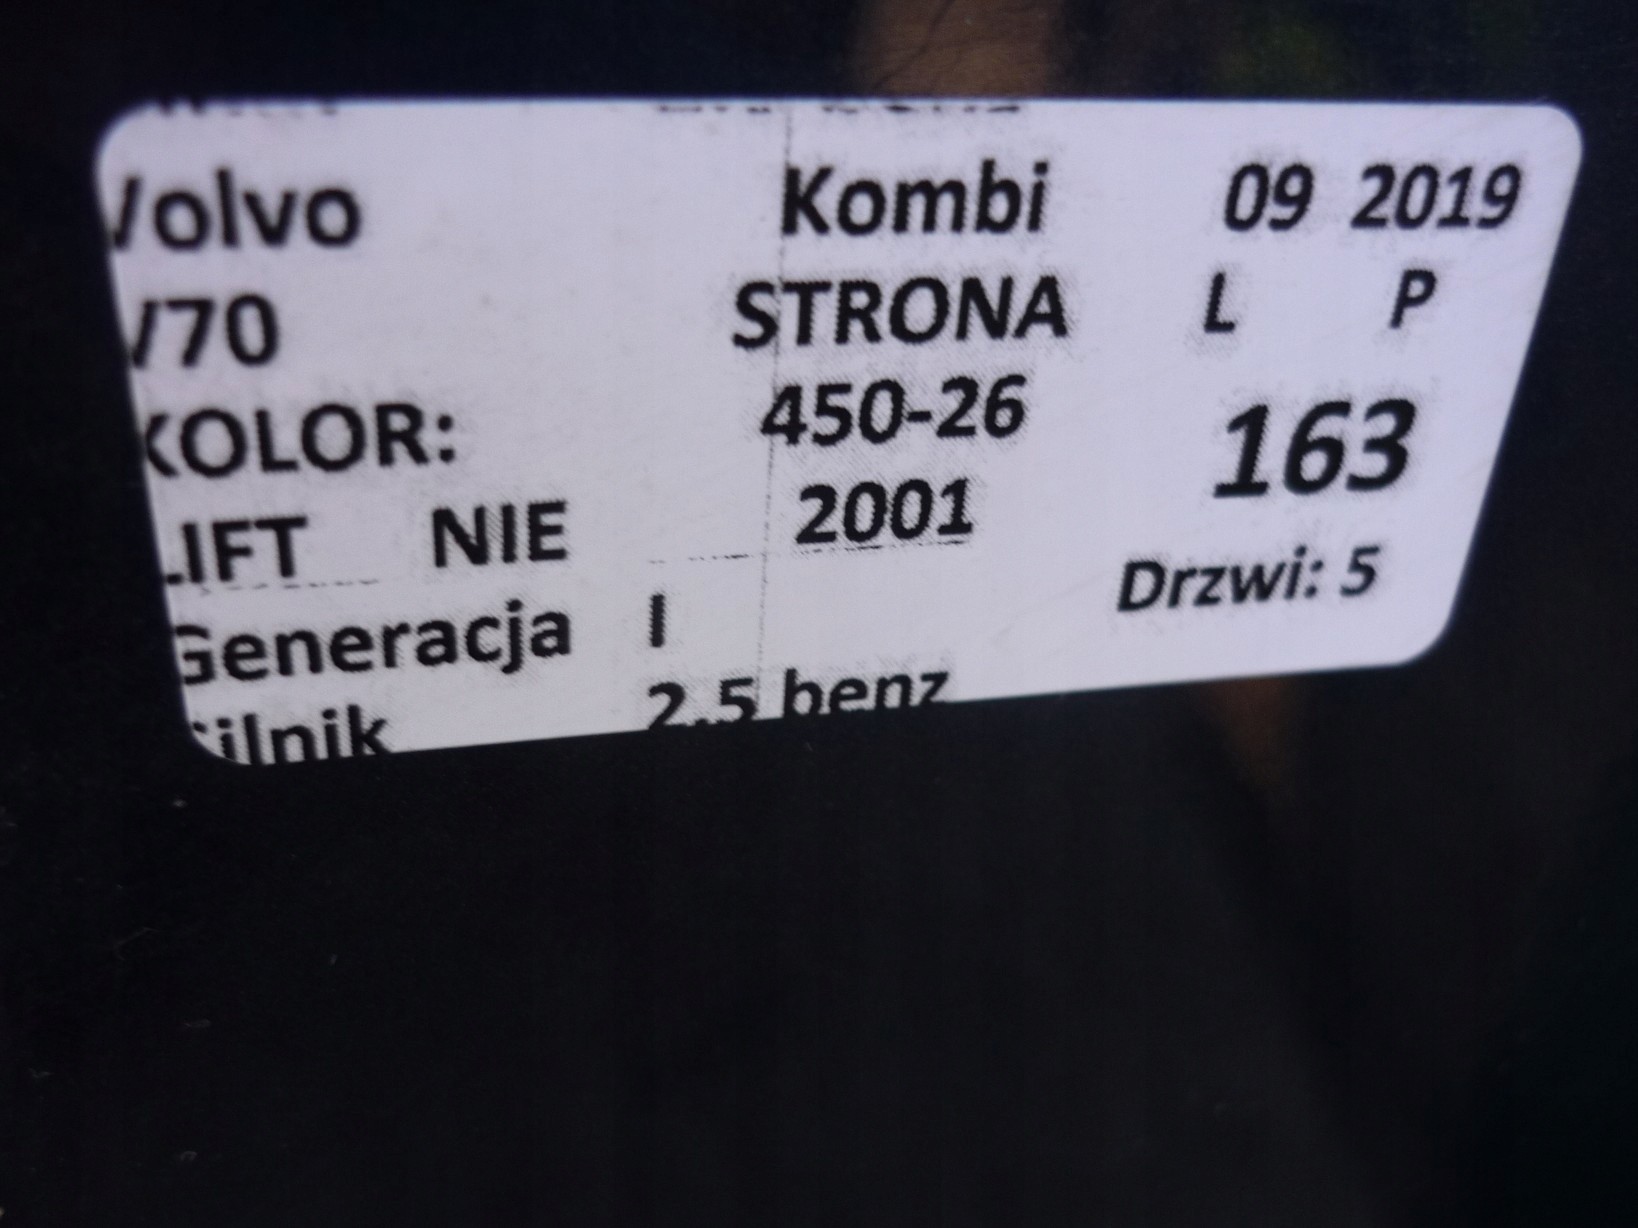 Volvo Kombi 09 2019
V70 STRONA L P
KOLOR: 450-26 163
LIFT NIE 2001
Generacja I Drzwi: 5
Silnik 2.5 benz